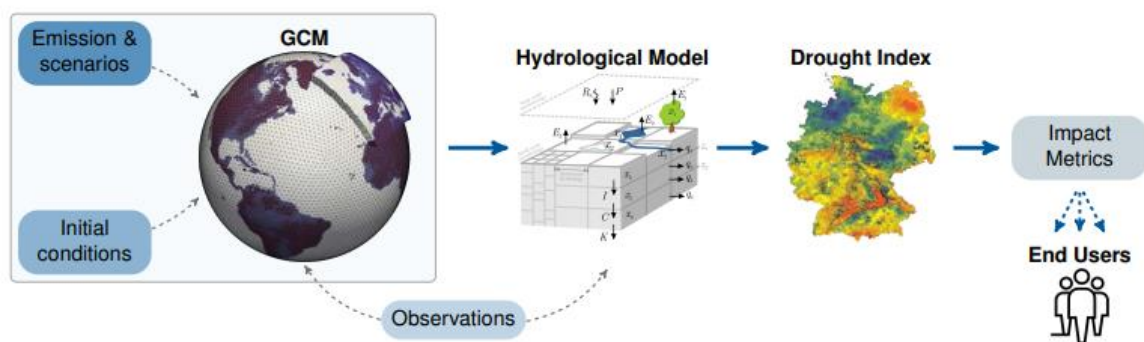 Emission &
scenarios
GCM
Initial
conditions
Observations
Hydrological Model
P
I
C
K
Drought Index
Impact
Metrics
End Users